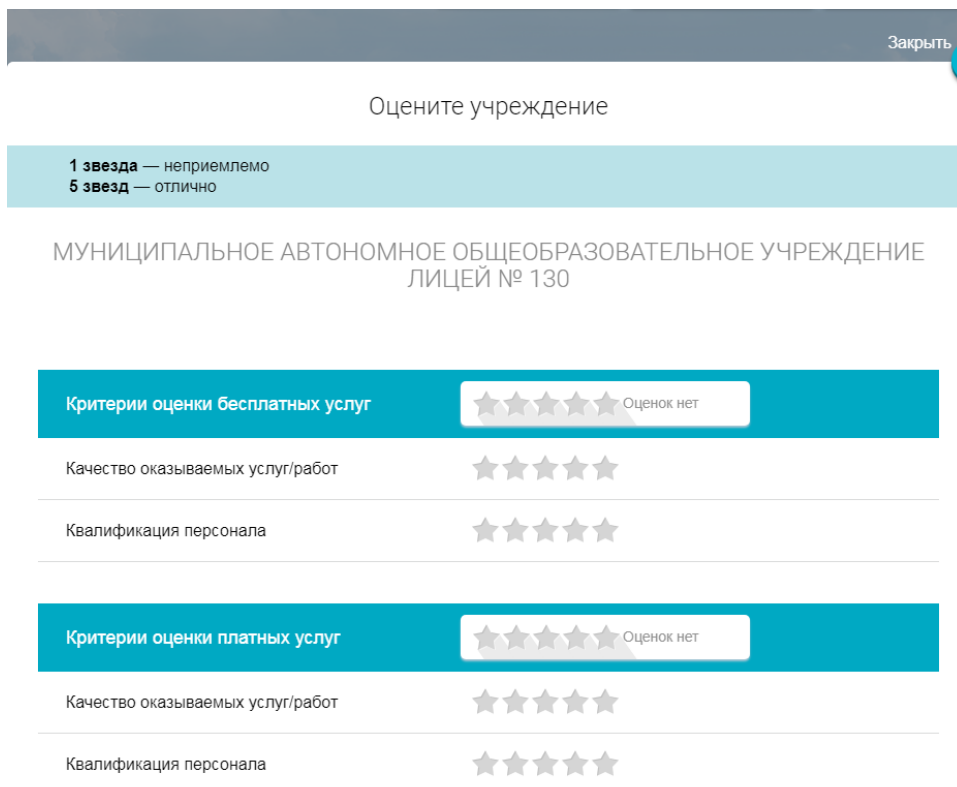 Закрыть
Оцените учреждение
1 звезда — неприемлемо
5 звезд — отлично
МУНИЦИПАЛЬНОЕ АВТОНОМНОЕ ОБЩЕОБРАЗОВАТЕЛЬНОЕ УЧРЕЖДЕНИЕ
ЛИЦЕЙ № 130
Критерии оценки бесплатных услуг Оценок нет
Качество оказываемых услуг/работ
Квалификация персонала
Критерии оценки платных услуг Оценок нет
Качество оказываемых услуг/работ
Квалификация персонала